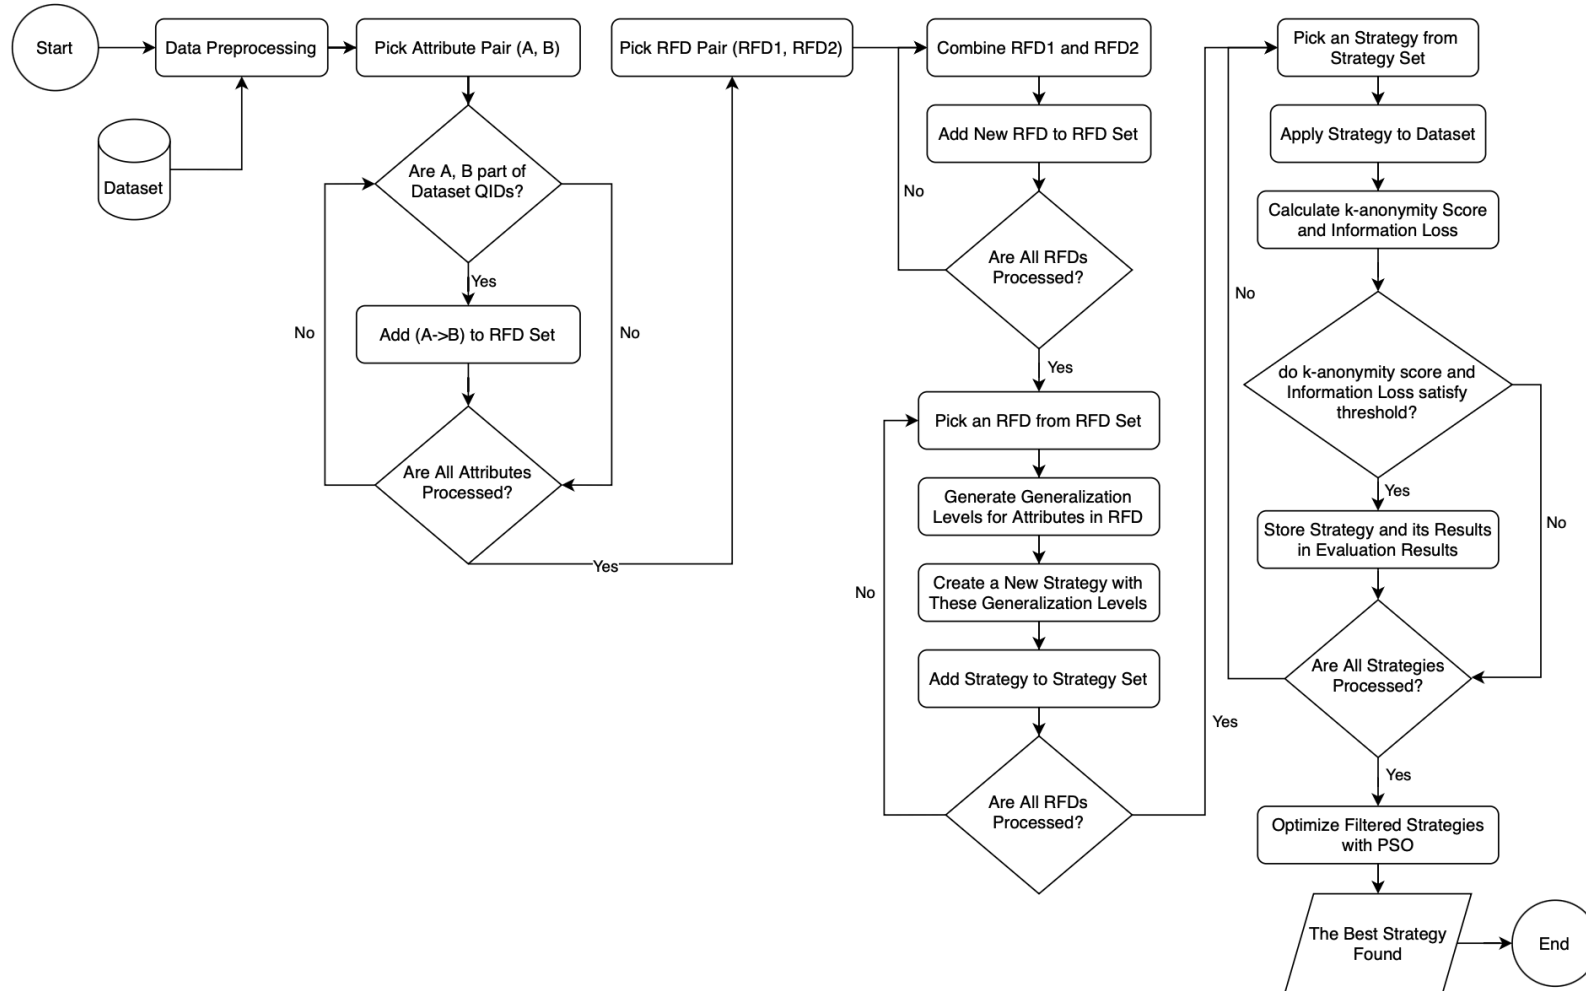 Start
Data Preprocessing
Pick Attribute Pair (A, B)
Dataset
Are A, B part of
Dataset QIDs?
Yes
No
No
Add (A->B) to RFD Set
Are All Attributes
Processed?
Yes
Pick RFD Pair (RFD1, RFD2)
Combine RFD1 and RFD2
Add New RFD to RFD Set
No
Are All RFDs
Processed?
Yes
Pick an RFD from RFD Set
Generate Generalization
Levels for Attributes in RFD
No
Create a New Strategy with
These Generalization Levels
Add Strategy to Strategy Set
Are All RFDs
Processed?
Yes
Pick an Strategy from
Strategy Set
Apply Strategy to Dataset
Calculate k-anonymity Score
and Information Loss
No
do k-anonymity score and
Information Loss satisfy
threshold?
Yes
No
Store Strategy and its Results
in Evaluation Results
Are All Strategies
Processed?
Yes
Optimize Filtered Strategies
with PSO
The Best Strategy
Found
End